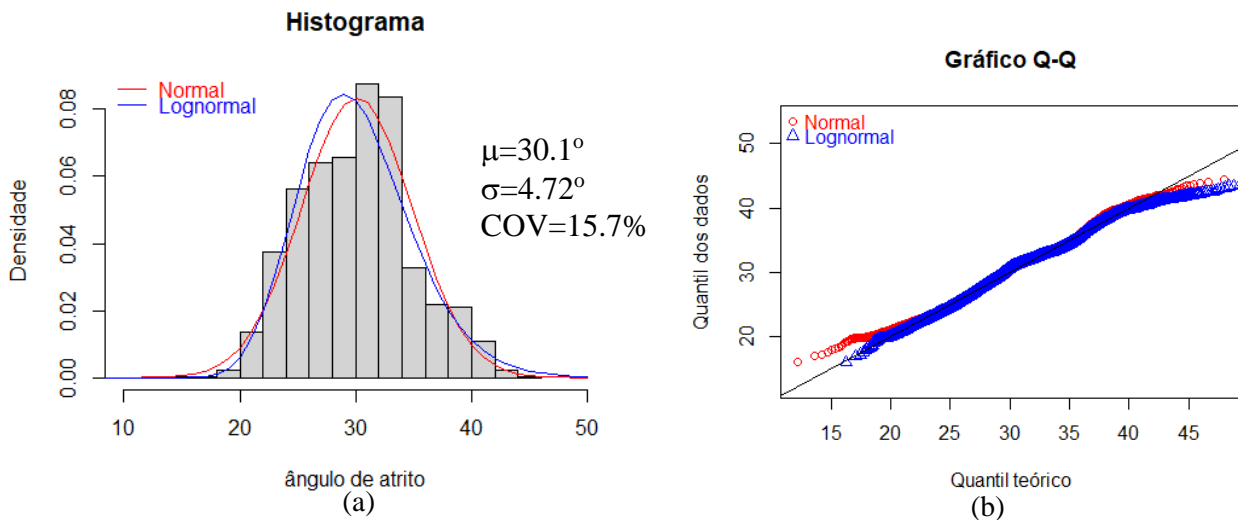 Histograma
Normal
Lognormal
μ=30.1º
σ=4.72º
COV=15.7%
Densidade
0.00 0.02 0.04 0.06 0.08
10 20 30 40 50
ângulo de atrito
(a)
Gráfico Q-Q
Normal
Lognormal
Quantil dos dados
20 30 40 50
15 20 25 30 35 40 45
Quantil teórico
(b)